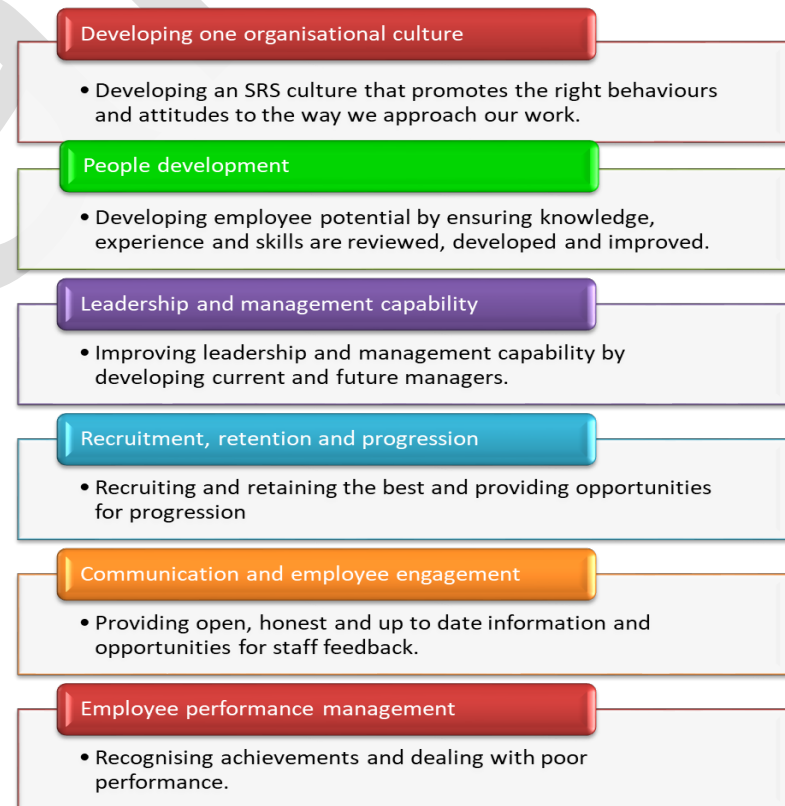 Developing one organisational culture
• Developing an SRS culture that promotes the right behaviours
and attitudes to the way we approach our work.
People development
• Developing employee potential by ensuring knowledge,
experience and skills are reviewed, developed and improved.
Leadership and management capability
• Improving leadership and management capability by
developing current and future managers.
Recruitment, retention and progression
• Recruiting and retaining the best and providing opportunities
for progression
Communication and employee engagement
• Providing open, honest and up to date information and
opportunities for staff feedback.
Employee performance management
• Recognising achievements and dealing with poor
performance.